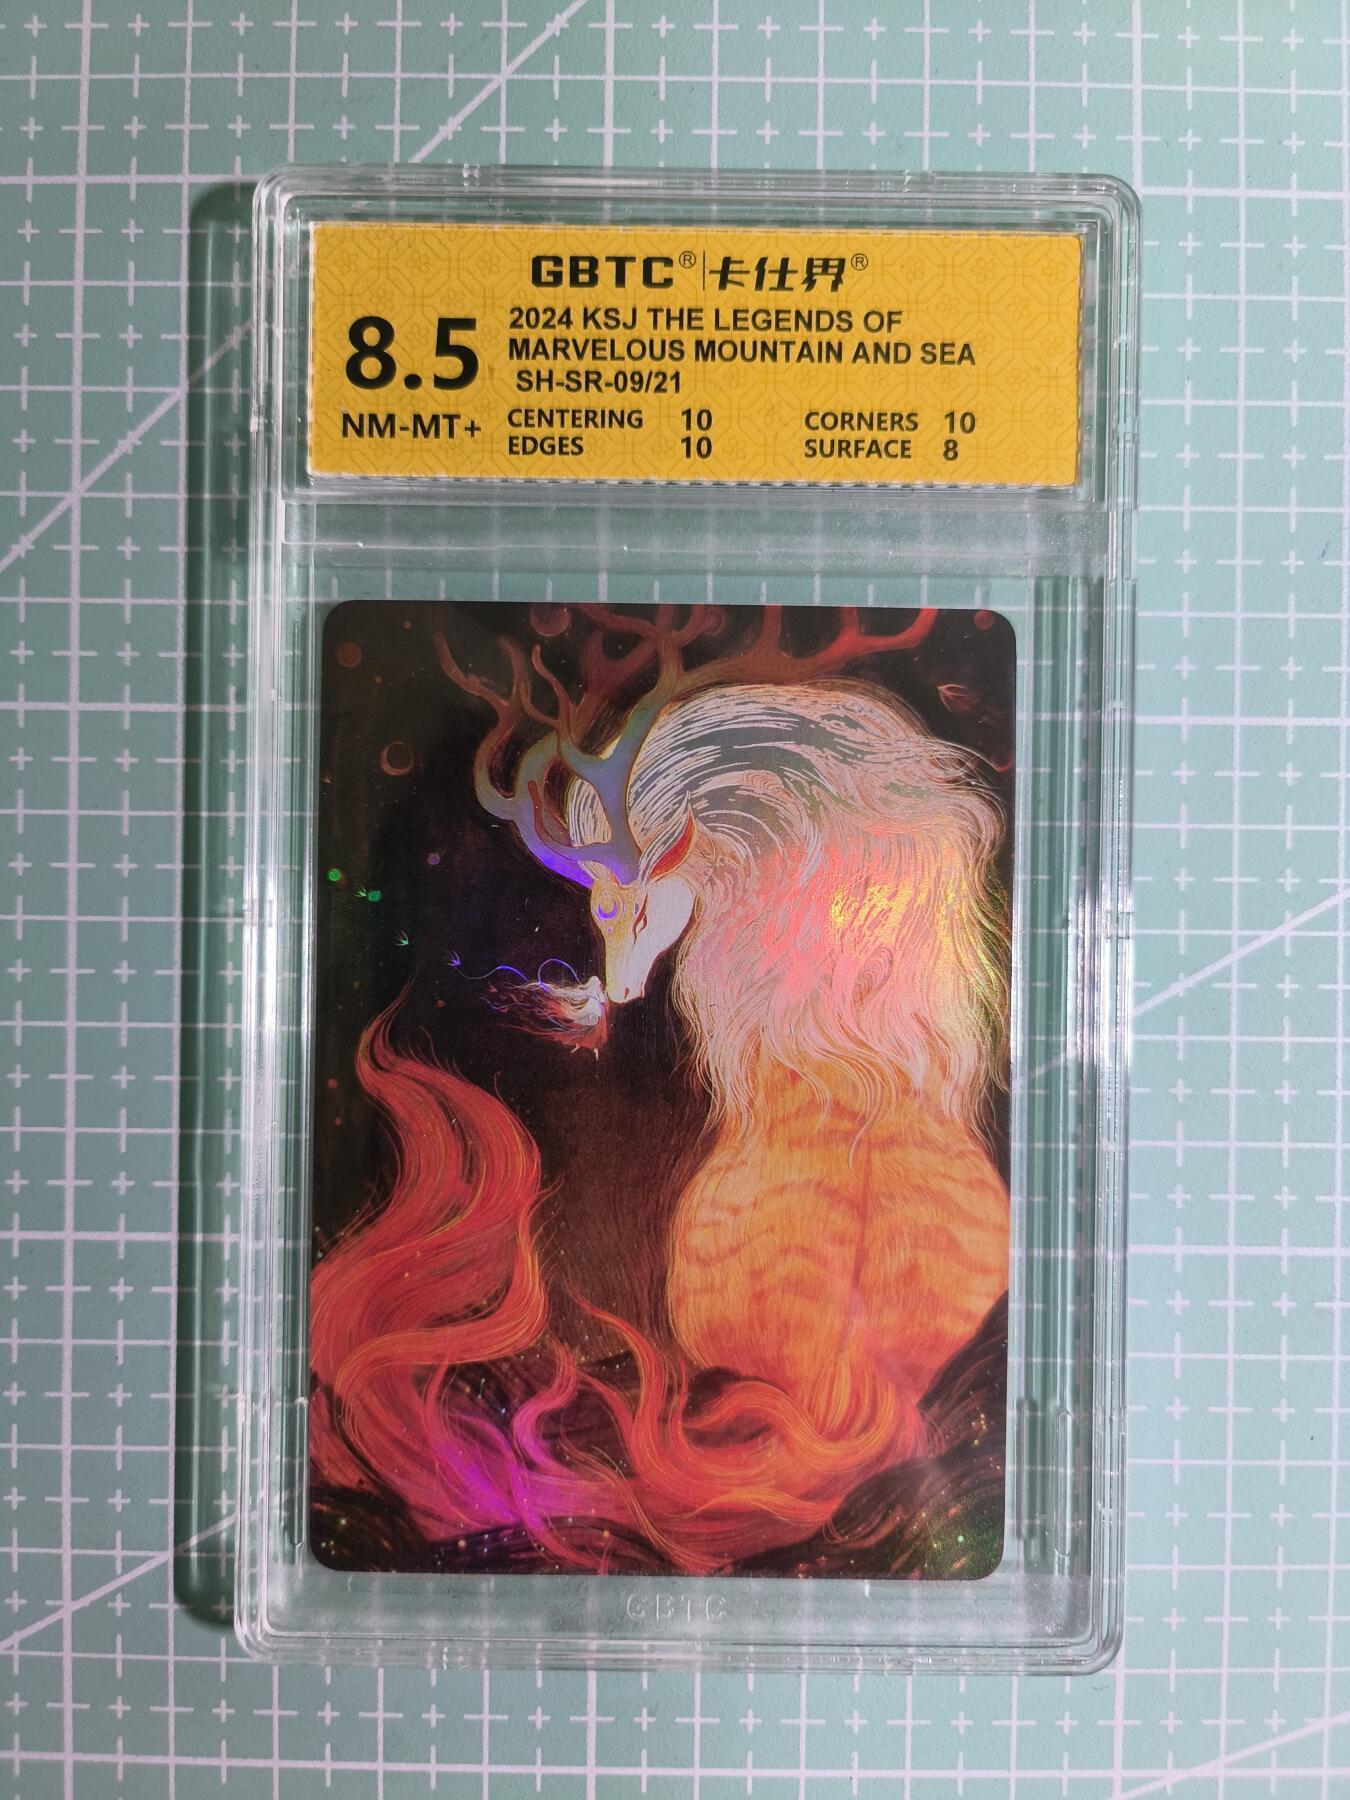 GBTC®|卡仕界®
8.5
NM-MT+
2024 KSJ THE LEGENDS OF
MARVELOUS MOUNTAIN AND SEA
SH-SR-09/21
CENTERING 10 CORNERS 10
EDGES 10 SURFACE 8
GBTC